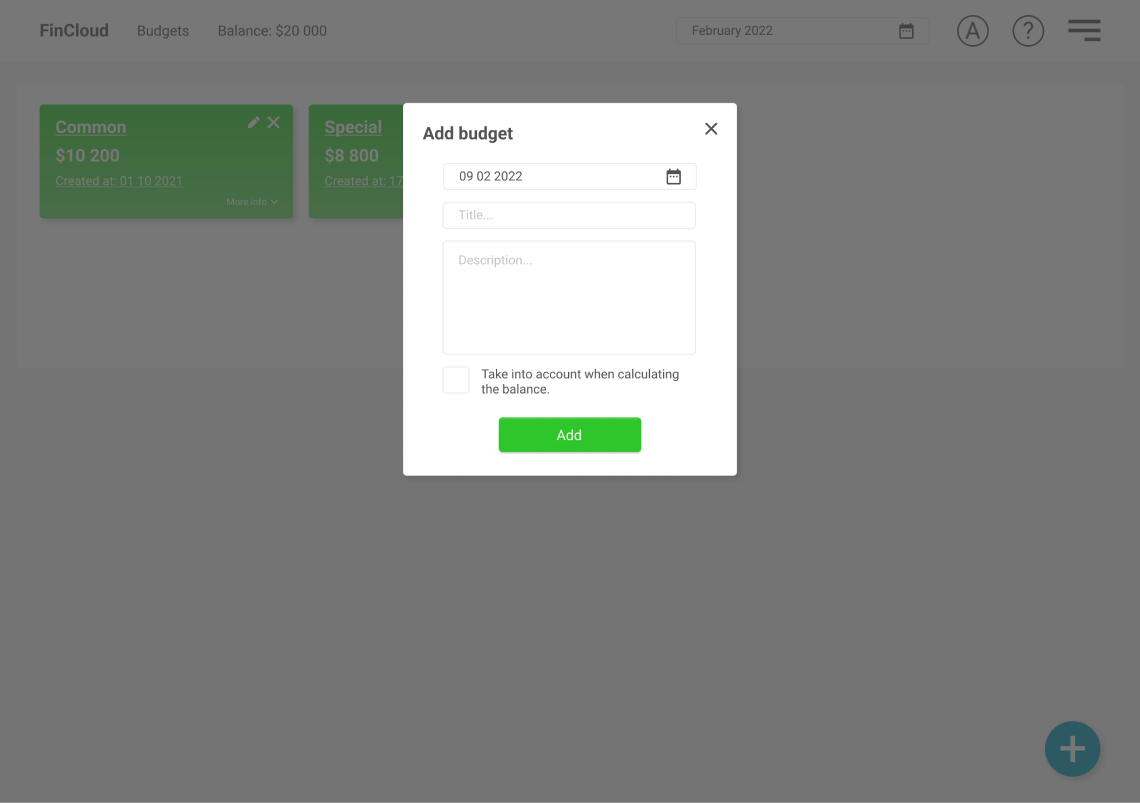 FinCloud Budgets Balance: $20 000 February 2022 A ?
Common Special
$10 200 $8 800
Created at: 01 10 2021 Created at: 17
More info
Add budget
09 02 2022
Title...
Description...
Take into account when calculating
the balance.
Add